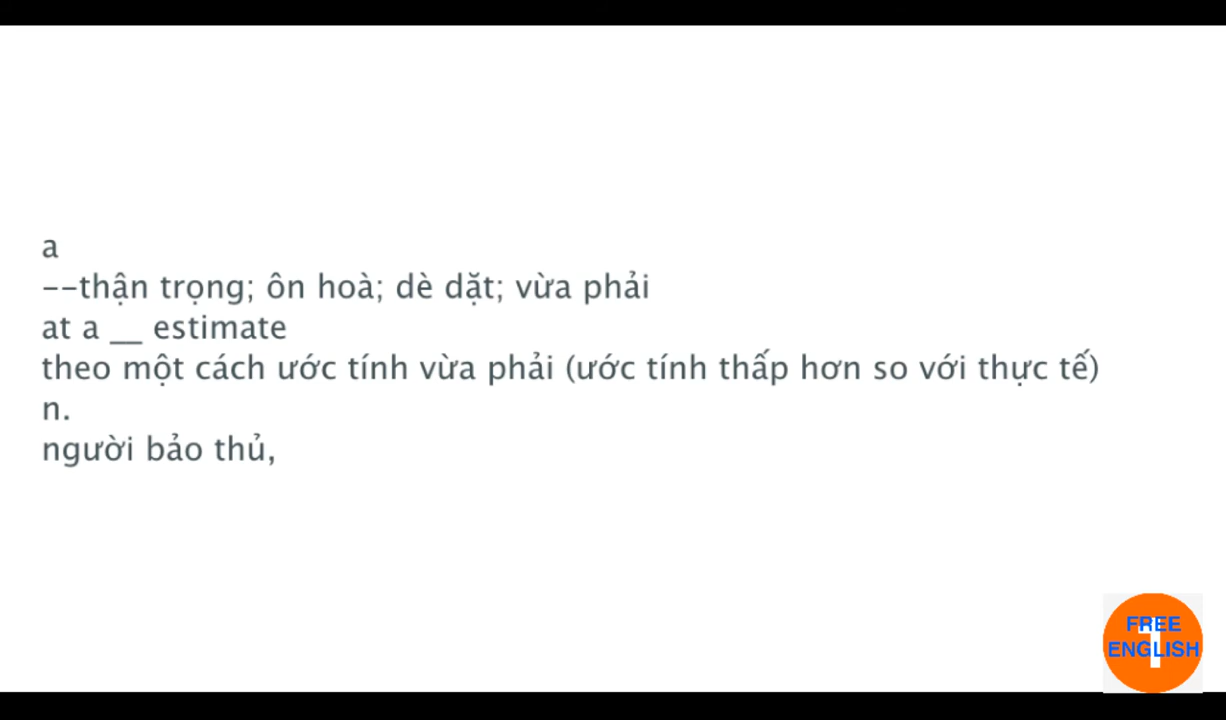 a
--thận trọng; ôn hoà; dè dặt; vừa phải
at a __ estimate
theo một cách ước tính vừa phải (ước tính thấp hơn so với thực tế)
n.
người bảo thủ,
FREE
1
ENGLISH